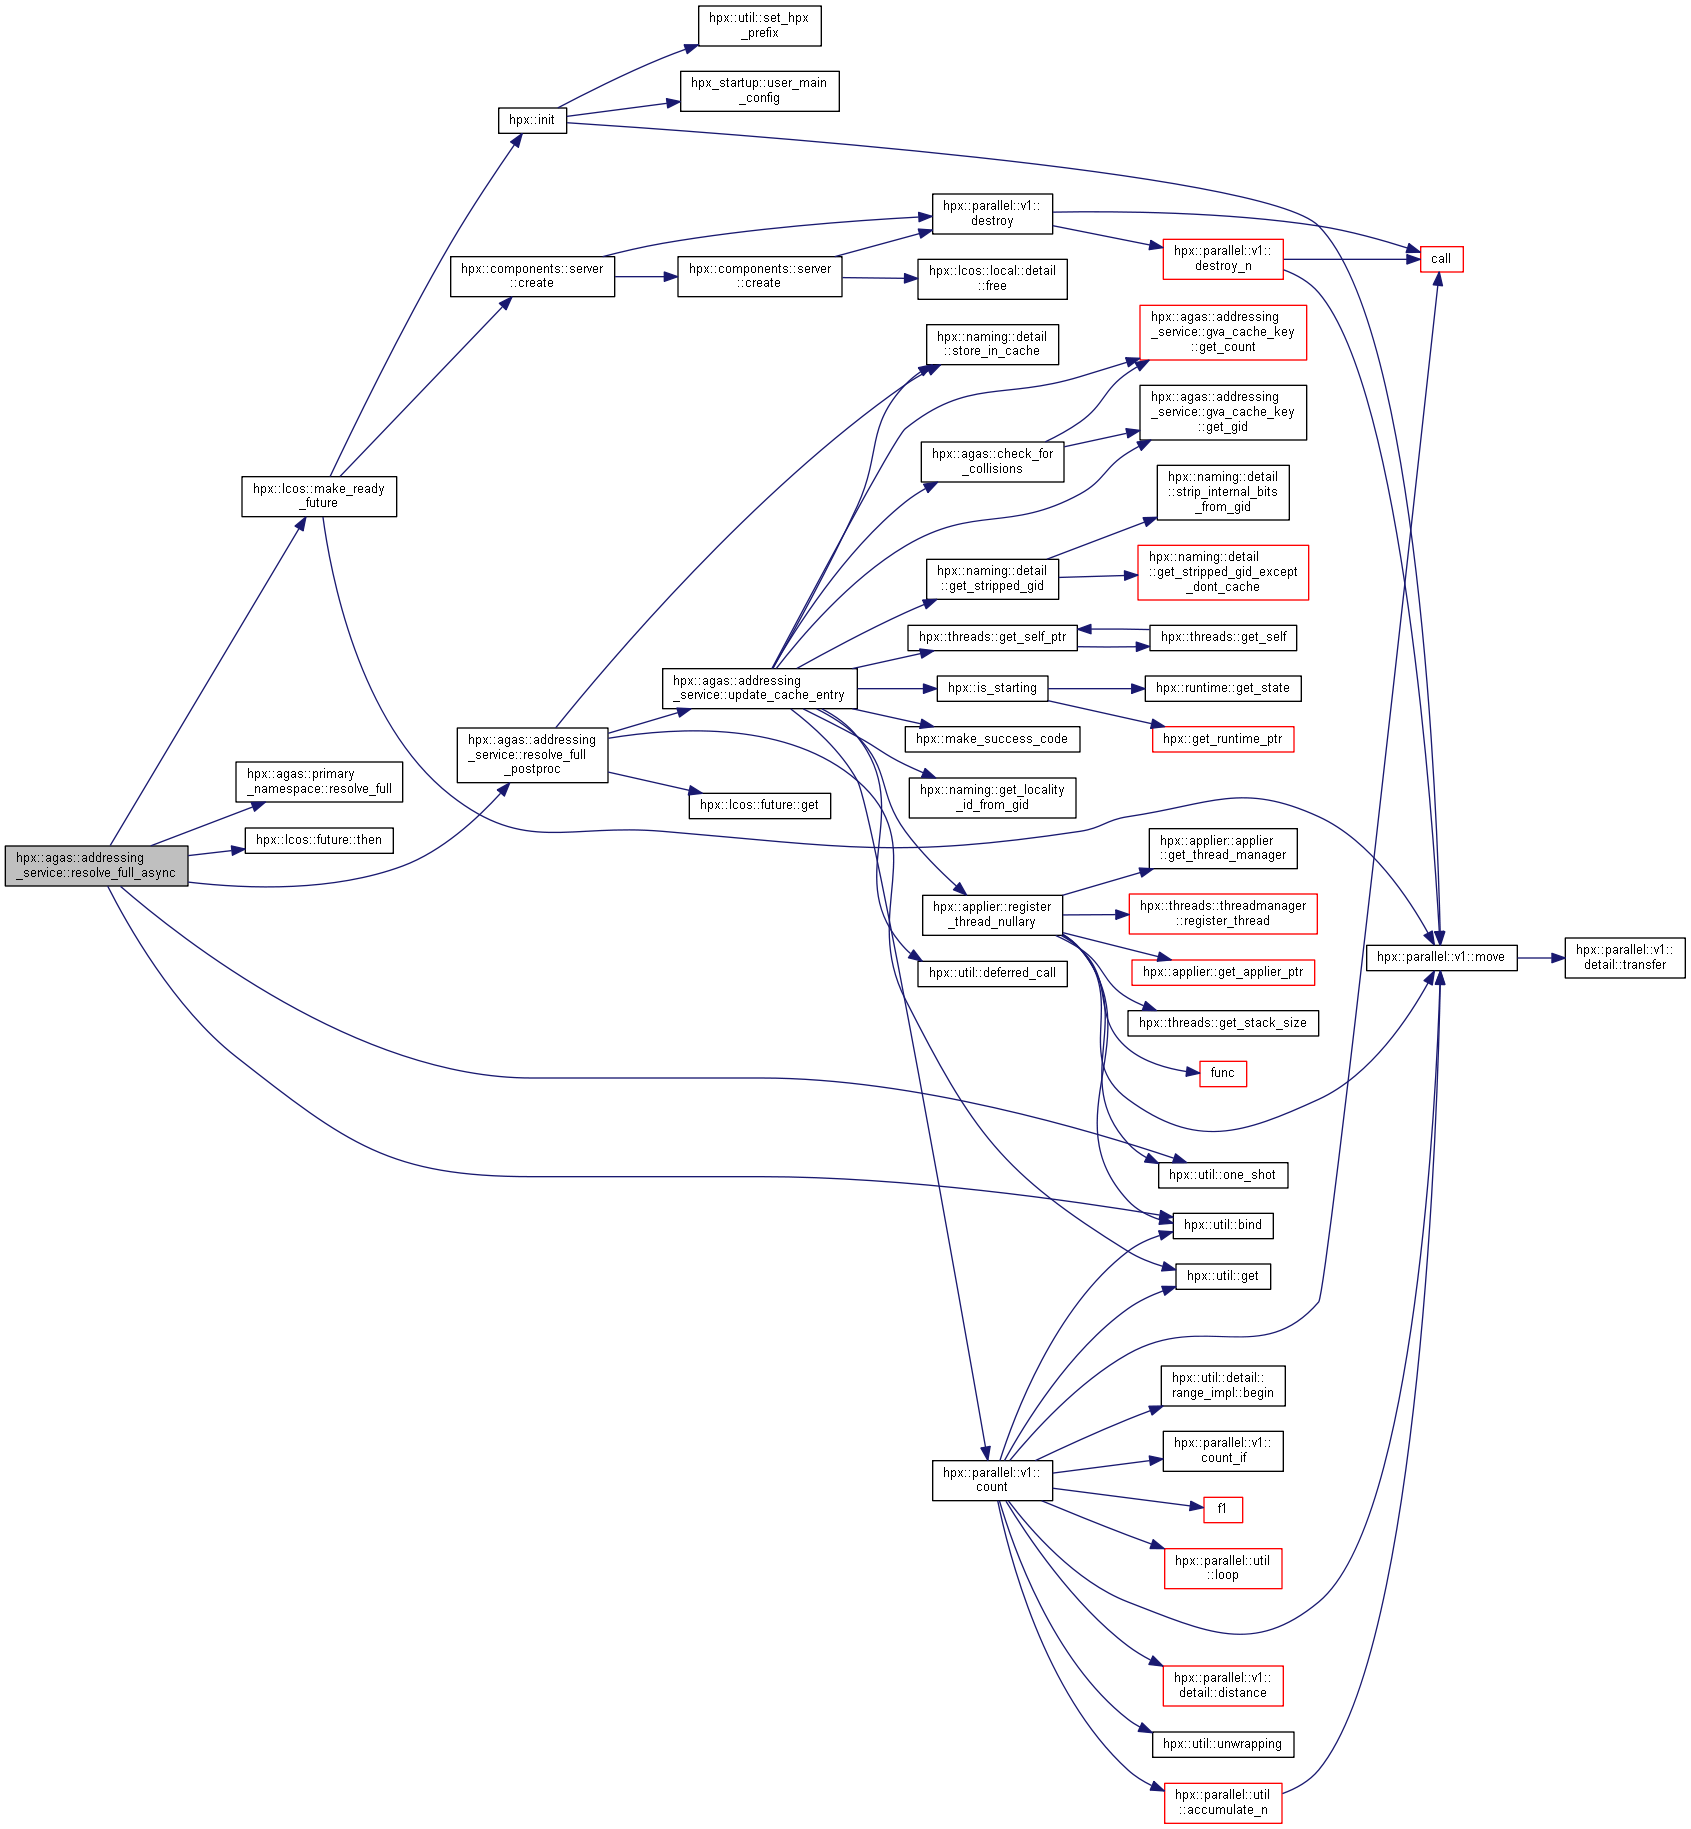 hpx::util::set_hpx
_prefix
hpx_startup::user_main
_config
hpx::init
hpx::parallel::v1::
destroy
hpx::components::server
::create
hpx::components::server
::create
hpx::lcos::local::detail
::free
hpx::parallel::v1::
destroy_n
call
hpx::naming::detail
::store_in_cache
hpx::agas::addressing
_service::gva_cache_key
::get_count
hpx::agas::addressing
_service::gva_cache_key
::get_gid
hpx::agas::check_for
_collisions
hpx::lcos::make_ready
_future
hpx::naming::detail
::strip_internal_bits
_from_gid
hpx::naming::detail
::get_stripped_gid
hpx::naming::detail
::get_stripped_gid_except
_dont_cache
hpx::threads::get_self_ptr
hpx::threads::get_self
hpx::agas::addressing
_service::update_cache_entry
hpx::is_starting
hpx::runtime::get_state
hpx::make_success_code
hpx::get_runtime_ptr
hpx::agas::addressing
_service::resolve_full
_postproc
hpx::agas::primary
_namespace::resolve_full
hpx::lcos::future::get
hpx::naming::get_locality
_id_from_gid
hpx::lcos::future::then
hpx::agas::addressing
_service::resolve_full_async
hpx::applier::applier
::get_thread_manager
hpx::applier::register
_thread_nullary
hpx::threads::threadmanager
::register_thread
hpx::util::deferred_call
hpx::applier::get_applier_ptr
hpx::parallel::v1::move
hpx::parallel::v1::
detail::transfer
hpx::threads::get_stack_size
func
hpx::util::one_shot
hpx::util::bind
hpx::util::get
hpx::util::detail::
range_impl::begin
hpx::parallel::v1::
count_if
hpx::parallel::v1::
count
f1
hpx::parallel::util
::loop
hpx::parallel::v1::
detail::distance
hpx::util::unwrapping
hpx::parallel::util
::accumulate_n